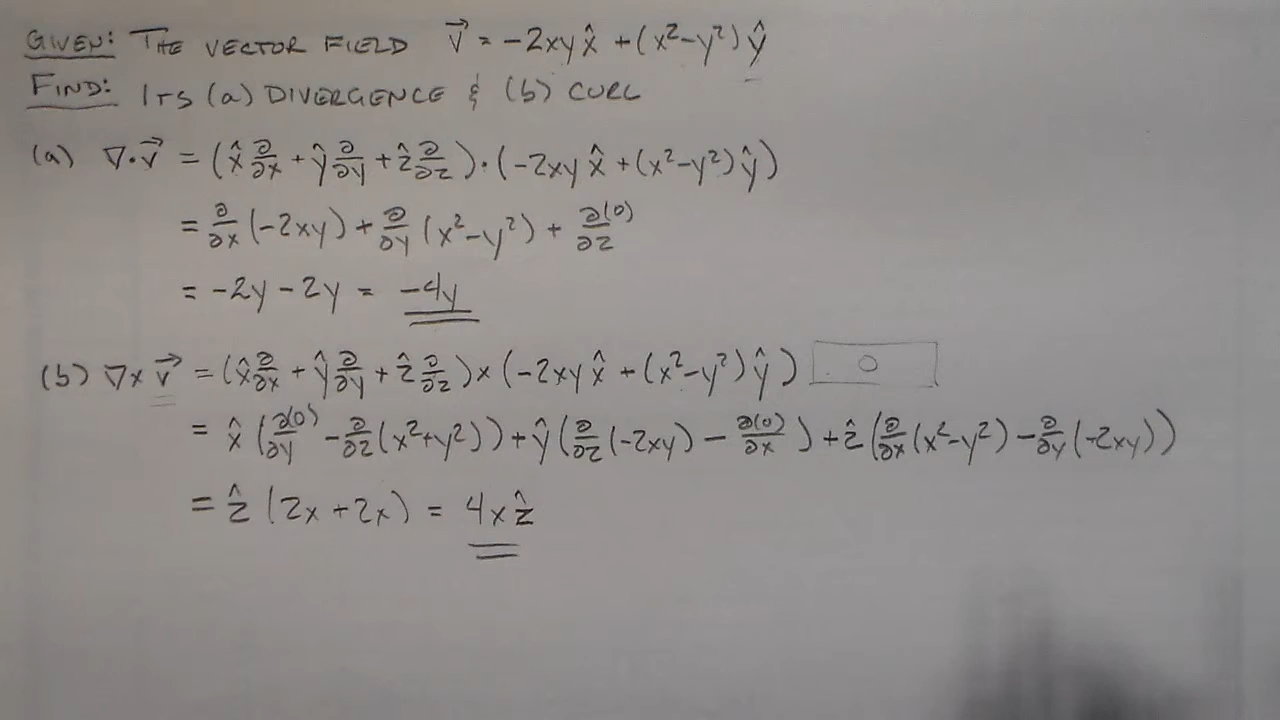 GIVEN: THE VECTOR FIELD v⃗ = -2xy x̂ + (x²-y²) ŷ
FIND: ITS (a) DIVERGENCE & (b) CURL
(a) ∇·v⃗ = (x̂ ∂/∂x + ŷ ∂/∂y + ẑ ∂/∂z)·(-2xy x̂ + (x²-y²) ŷ)
= ∂/∂x (-2xy) + ∂/∂y (x²-y²) + ∂(0)/∂z
= -2y - 2y = -4y
(b) ∇× v⃗ = (x̂ ∂/∂x + ŷ ∂/∂y + ẑ ∂/∂z) × (-2xy x̂ + (x²-y²) ŷ) 0
= x̂ (∂(0)/∂y - ∂/∂z (x²+y²)) + ŷ (∂/∂z (-2xy) - ∂(0)/∂x) + ẑ (∂/∂x (x²-y²) - ∂/∂y (-2xy))
= ẑ (2x + 2x) = 4x ẑ